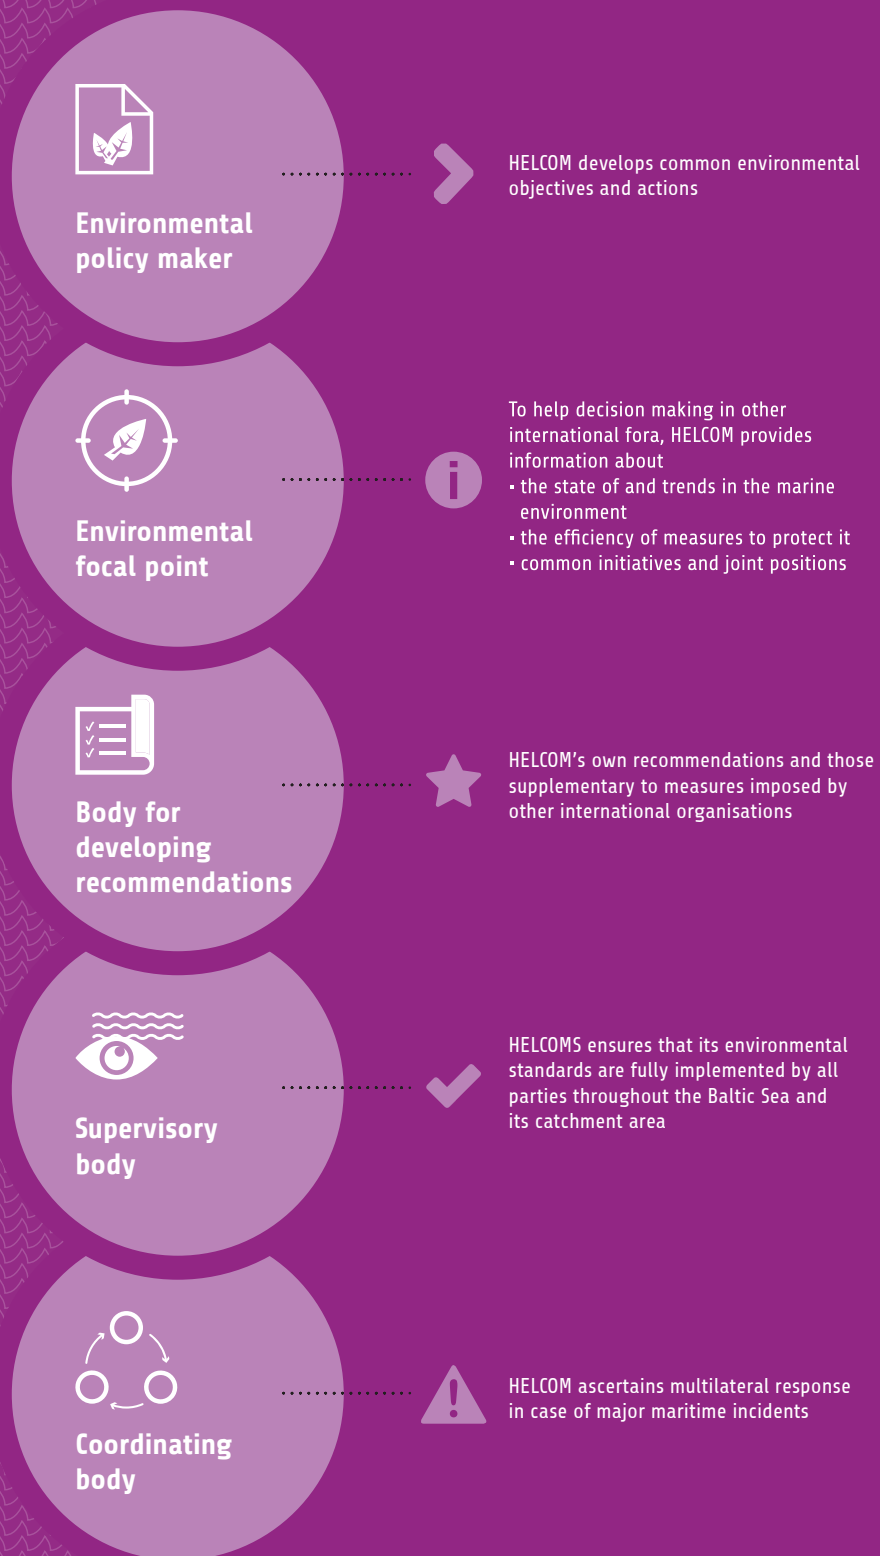 Environmental
policy maker
HELCOM develops common environmental
objectives and actions
Environmental
focal point
To help decision making in other
international fora, HELCOM provides
information about
▪ the state of and trends in the marine
environment
▪ the efficiency of measures to protect it
▪ common initiatives and joint positions
Body for
developing
recommendations
HELCOM’s own recommendations and those
supplementary to measures imposed by
other international organisations
Supervisory
body
HELCOMS ensures that its environmental
standards are fully implemented by all
parties throughout the Baltic Sea and
its catchment area
Coordinating
body
HELCOM ascertains multilateral response
in case of major maritime incidents